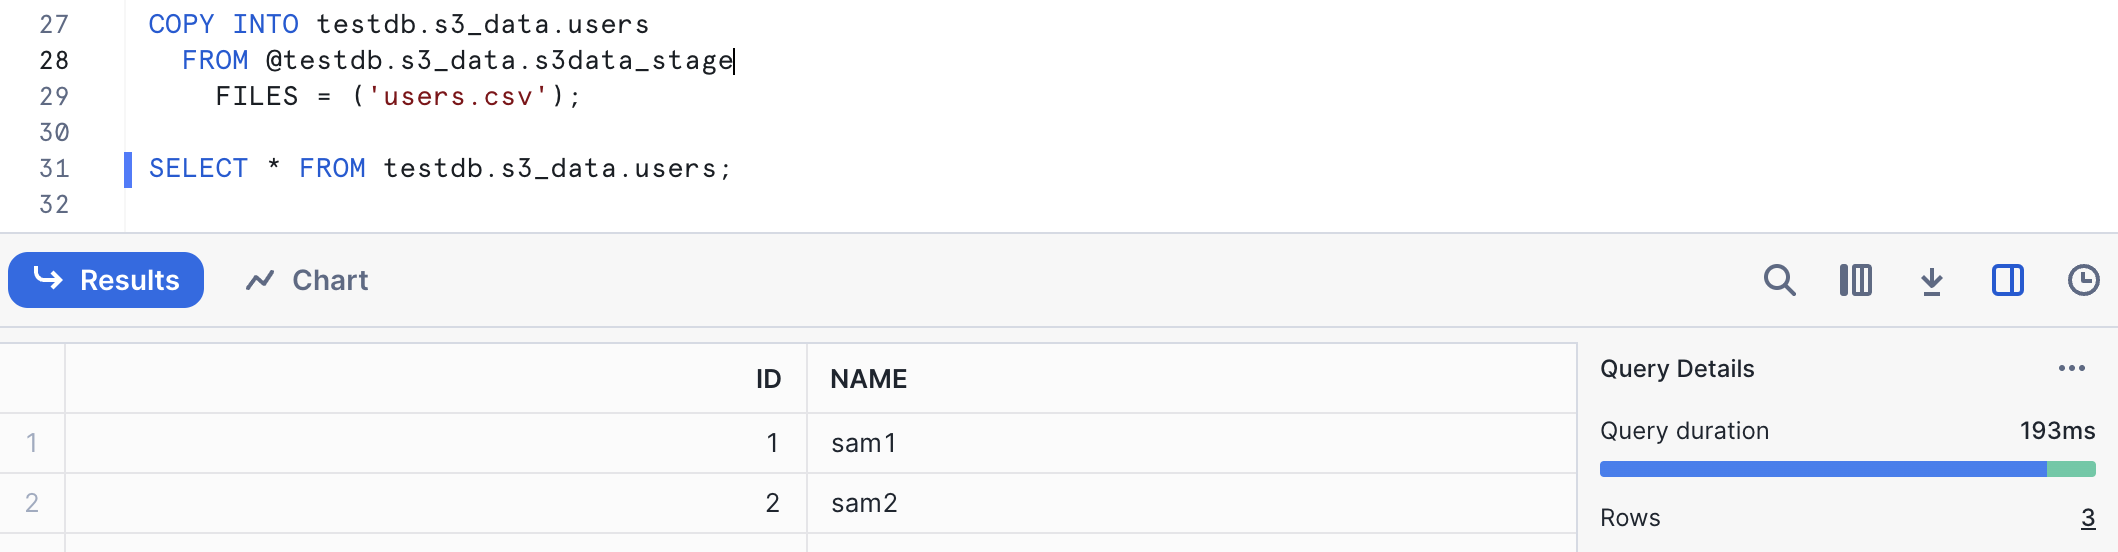 27 COPY INTO testdb.s3_data.users
28 FROM @testdb.s3_data.s3data_stage
29 FILES = ('users.csv');
30
31 SELECT * FROM testdb.s3_data.users;
32
Results Chart
ID NAME
1 1 sam1
2 2 sam2
Query Details
Query duration 193ms
Rows 3